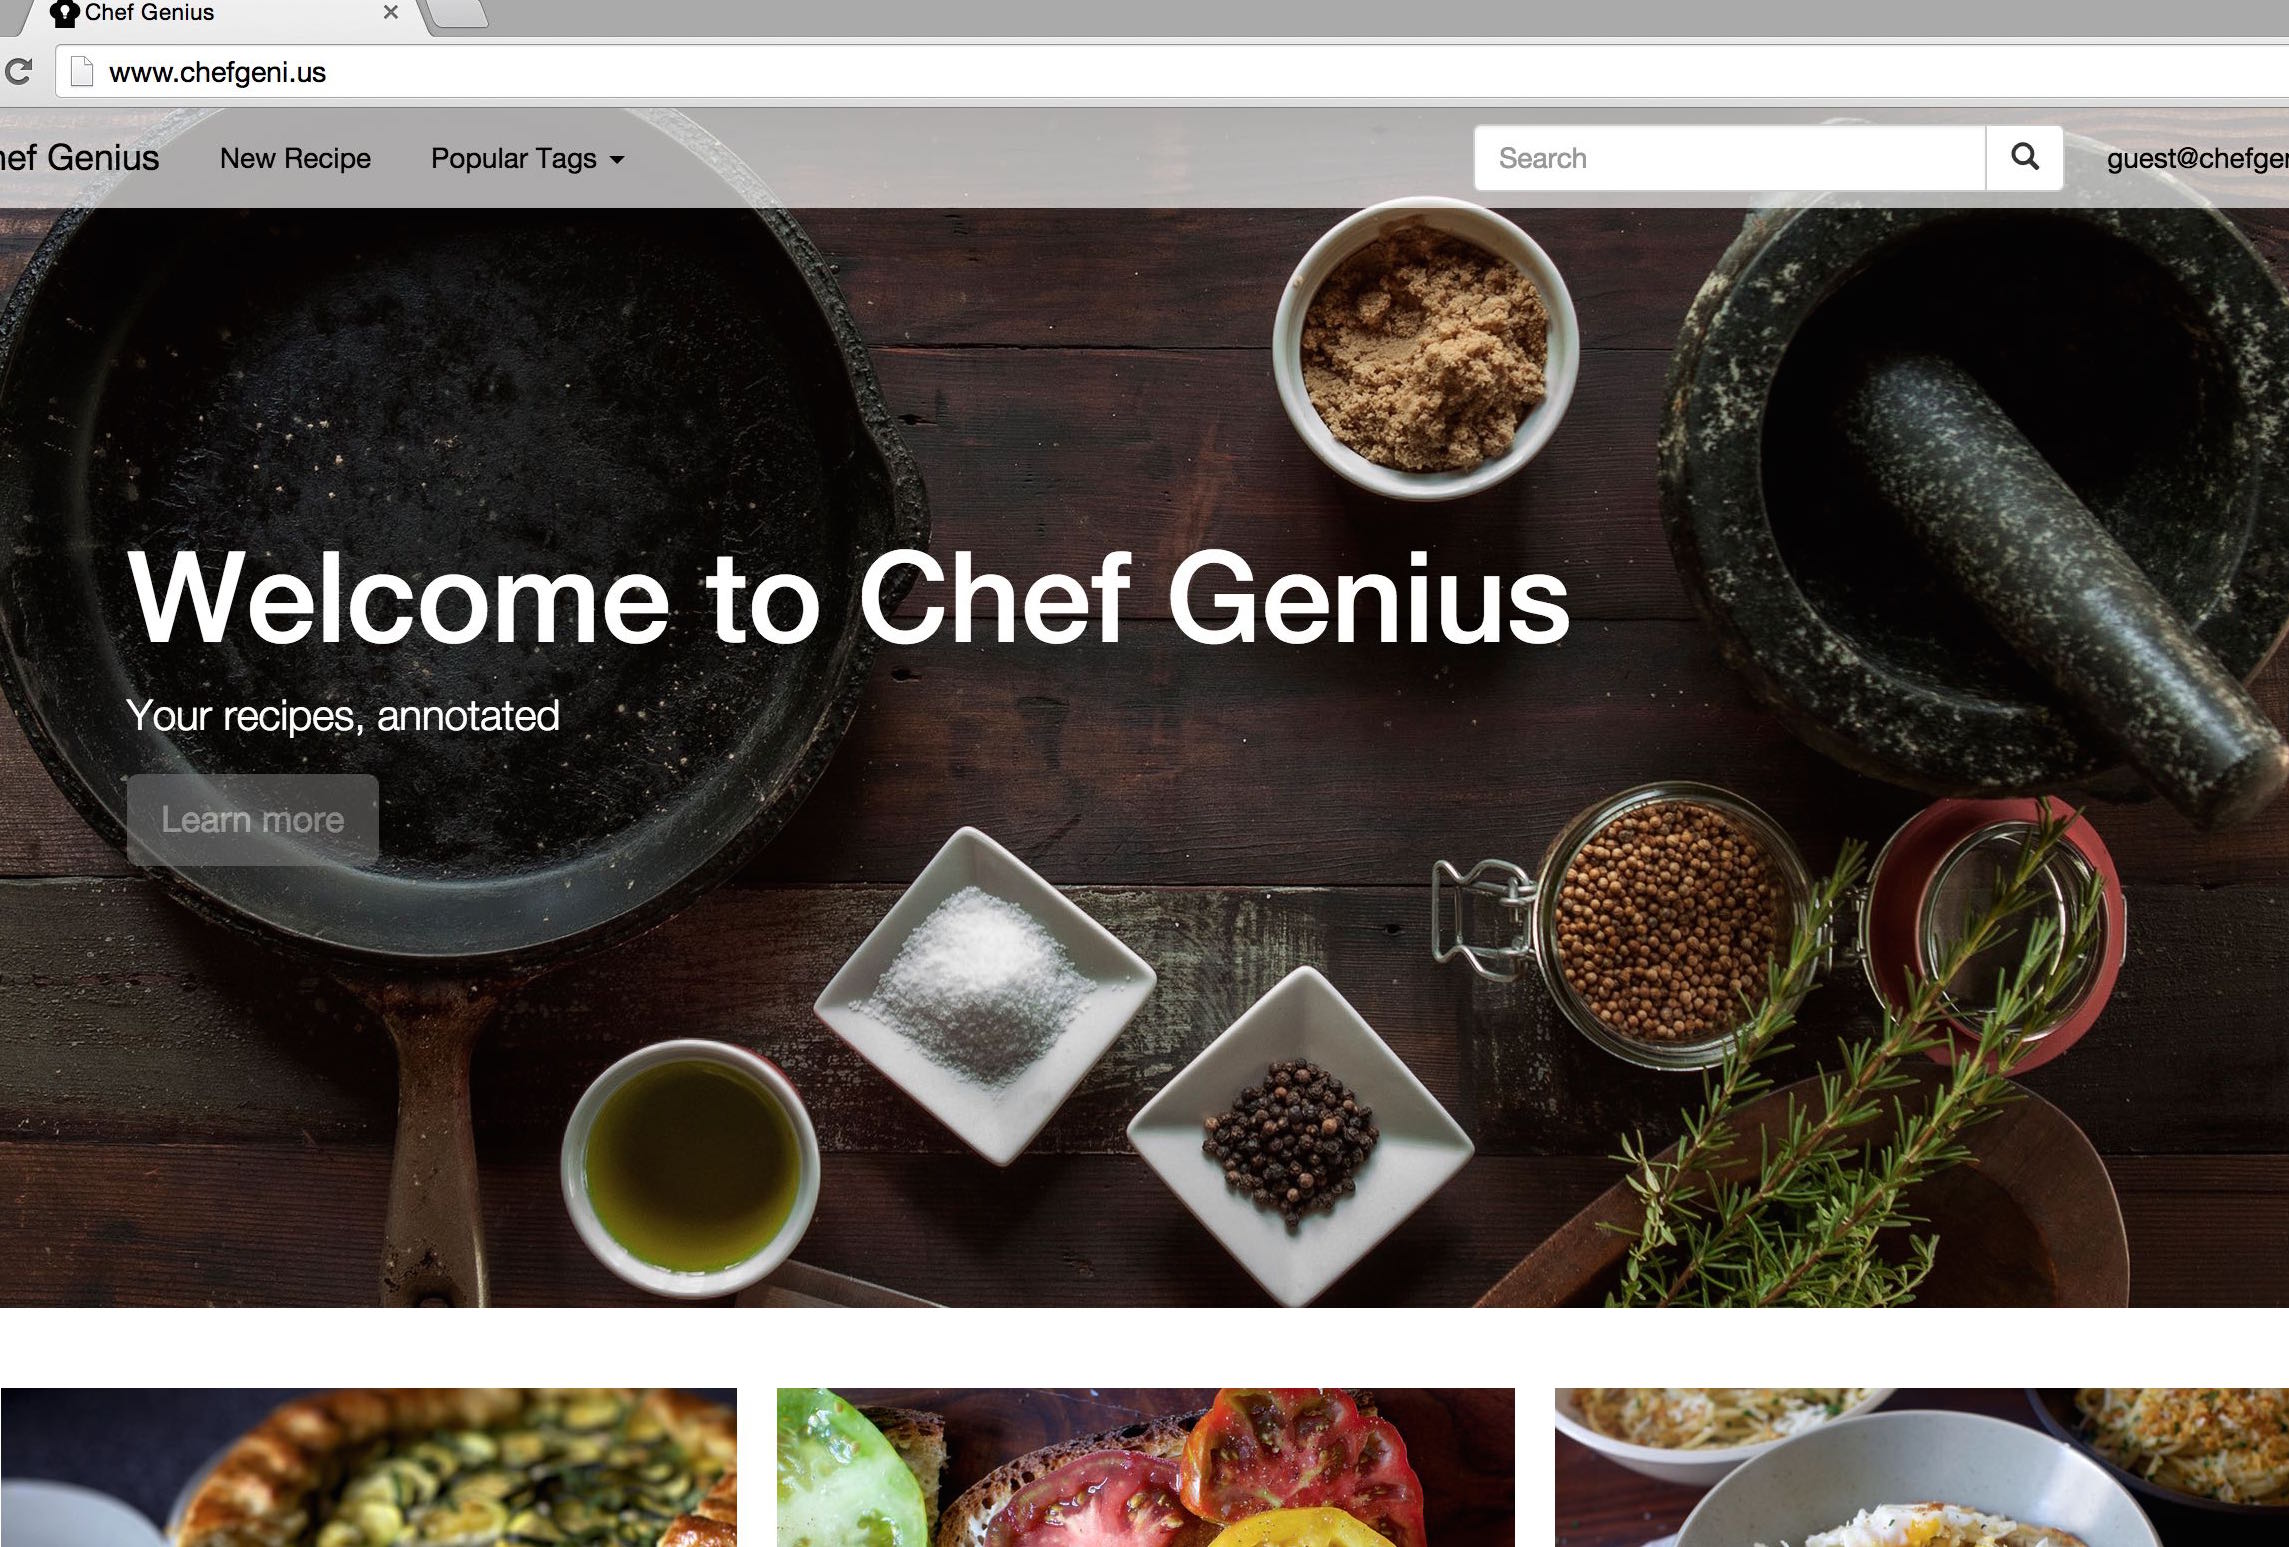 Chef Genius
www.chefgeni.us
hef Genius New Recipe Popular Tags Search guest@chefgen
Welcome to Chef Genius
Your recipes, annotated
Learn more